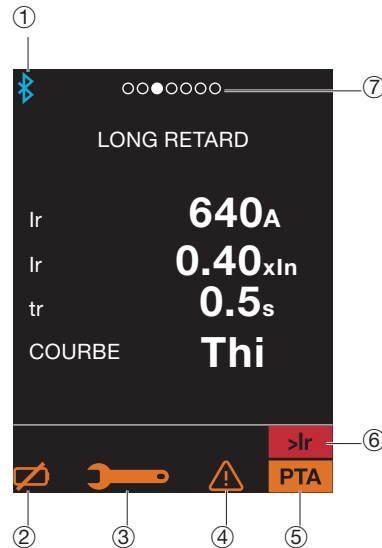 ①
⑦
LONG RETARD
Ir 640A
Ir 0.40xIn
tr 0.5s
COURBE Thi
>Ir ⑥
PTA
② ③ ④ ⑤